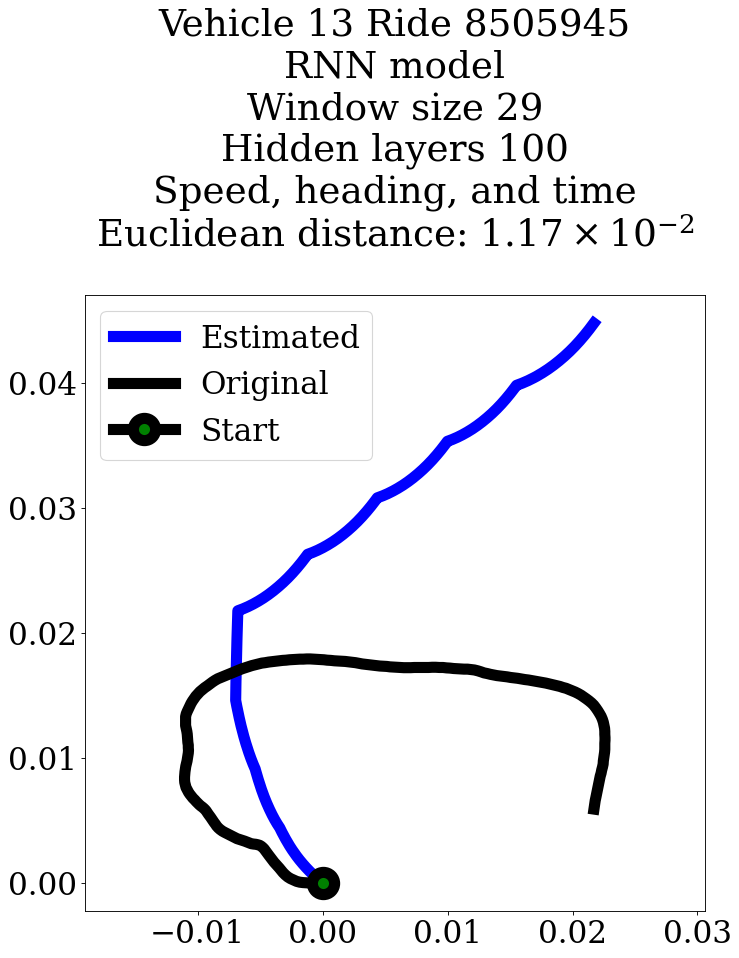 Vehicle 13 Ride 8505945
RNN model
Window size 29
Hidden layers 100
Speed, heading, and time
Euclidean distance: 1.17 × 10⁻²
Estimated
Original
Start
0.04
0.03
0.02
0.01
0.00
−0.01 0.00 0.01 0.02 0.03